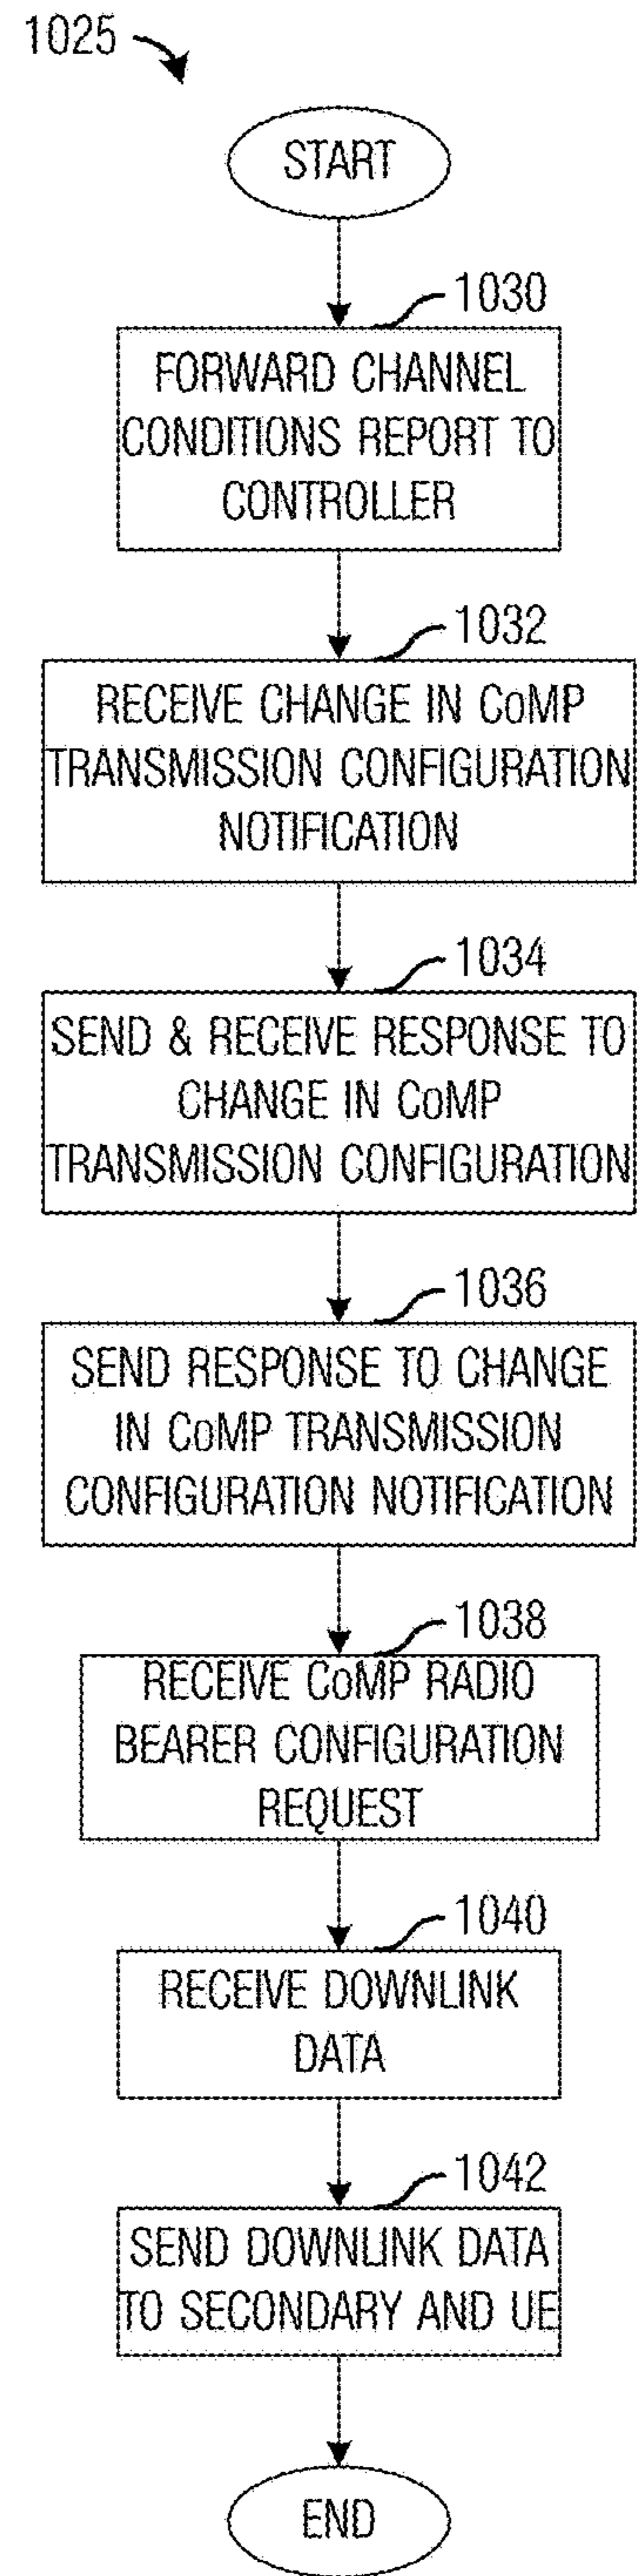 1025
START
1030
FORWARD CHANNEL
CONDITIONS REPORT TO
CONTROLLER
1032
RECEIVE CHANGE IN CoMP
TRANSMISSION CONFIGURATION
NOTIFICATION
1034
SEND & RECEIVE RESPONSE TO
CHANGE IN CoMP
TRANSMISSION CONFIGURATION
1036
SEND RESPONSE TO CHANGE
IN CoMP TRANSMISSION
CONFIGURATION NOTIFICATION
1038
RECEIVE CoMP RADIO
BEARER CONFIGURATION
REQUEST
1040
RECEIVE DOWNLINK
DATA
1042
SEND DOWNLINK DATA
TO SECONDARY AND UE
END